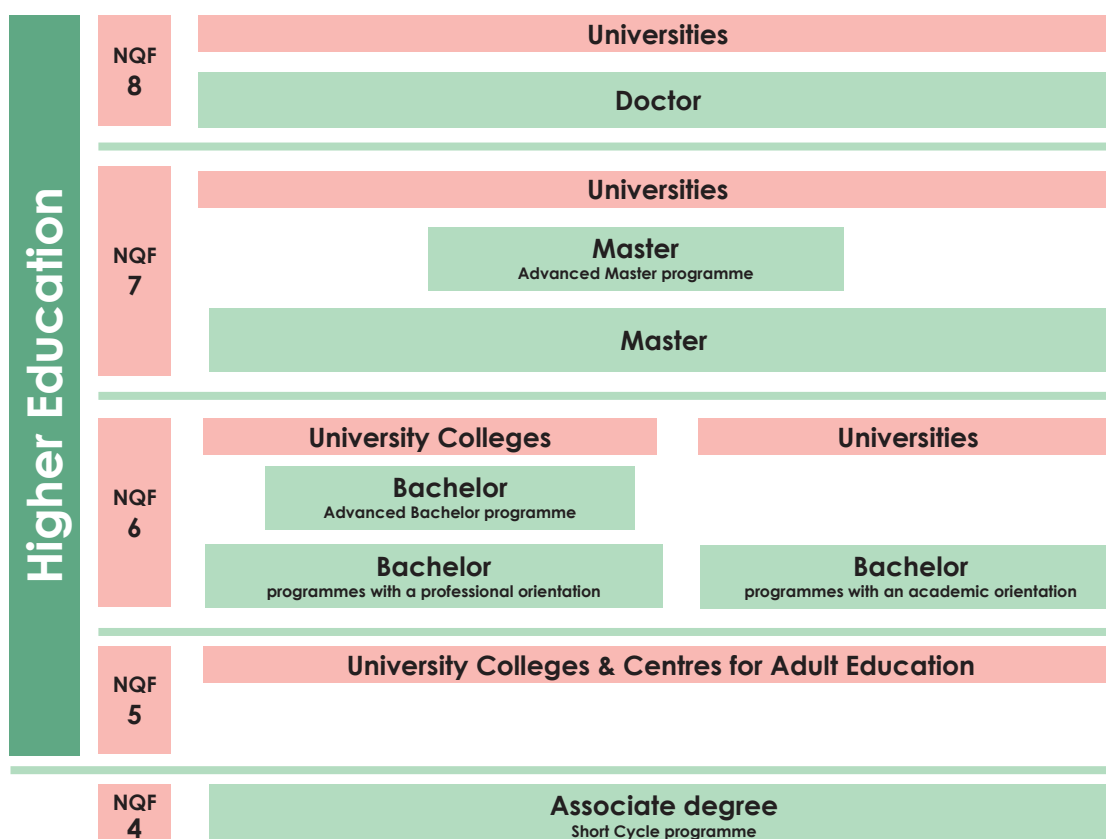 Higher Education
NQF
8
Universities
Doctor
NQF
7
Universities
Master
Advanced Master programme
Master
NQF
6
University Colleges
Universities
Bachelor
Advanced Bachelor programme
Bachelor
programmes with a professional orientation
Bachelor
programmes with an academic orientation
NQF
5
University Colleges & Centres for Adult Education
NQF
4
Associate degree
Short Cycle programme